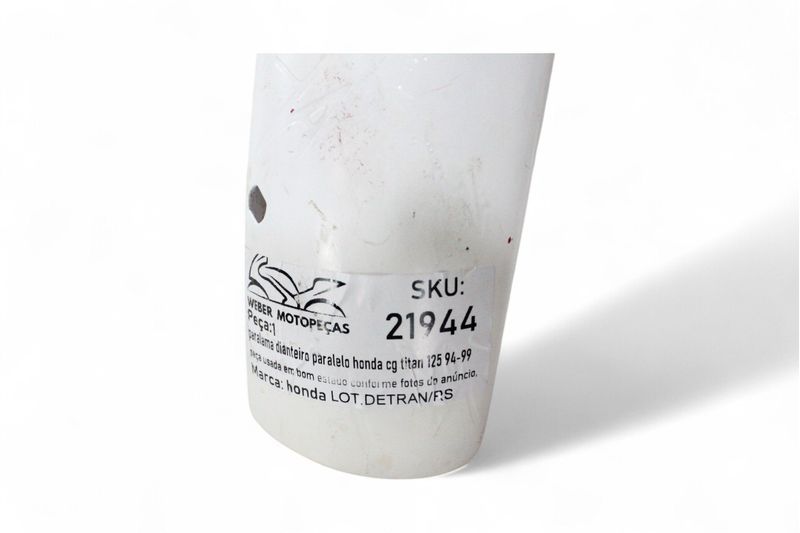 WEBER MOTOPEÇAS
SKU:
21944
Peça:1
paralama dianteiro paralelo honda cg titan 125 94-99
peça usada em bom estado conforme fotos do anúncio.
Marca: honda LOT.DETRAN/RS